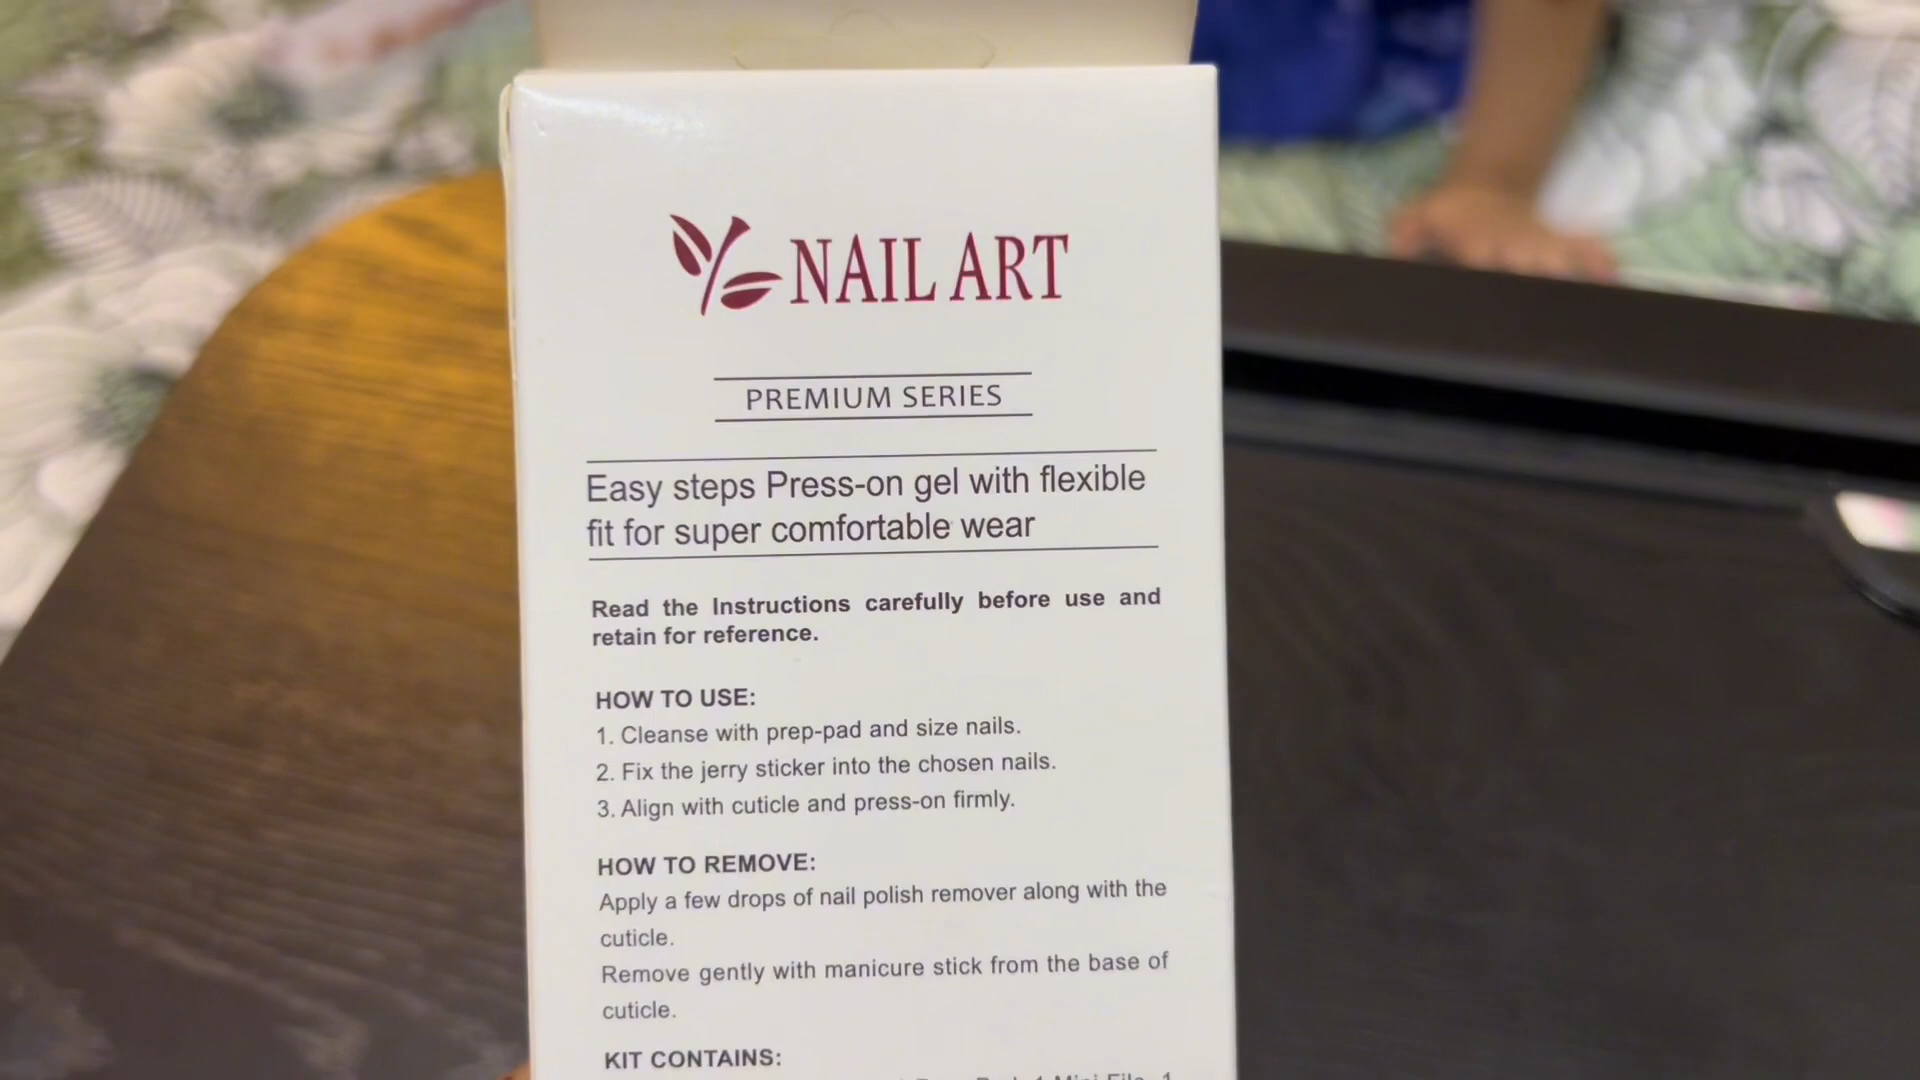 NAIL ART
PREMIUM SERIES
Easy steps Press-on gel with flexible
fit for super comfortable wear
Read the Instructions carefully before use and
retain for reference.
HOW TO USE:
1. Cleanse with prep-pad and size nails.
2. Fix the jerry sticker into the chosen nails.
3. Align with cuticle and press-on firmly.
HOW TO REMOVE:
Apply a few drops of nail polish remover along with the
cuticle.
Remove gently with manicure stick from the base of
cuticle.
KIT CONTAINS: